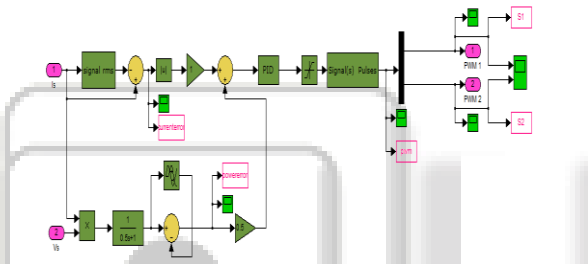 S1
1
signal rms
|u|
1
PID
Signal(s) Pulses
1
PWM 1
Is
2
PWM 2
currenterror
S2
pwm
powererror
2
Vs
X
1
0.5s+1
0.5